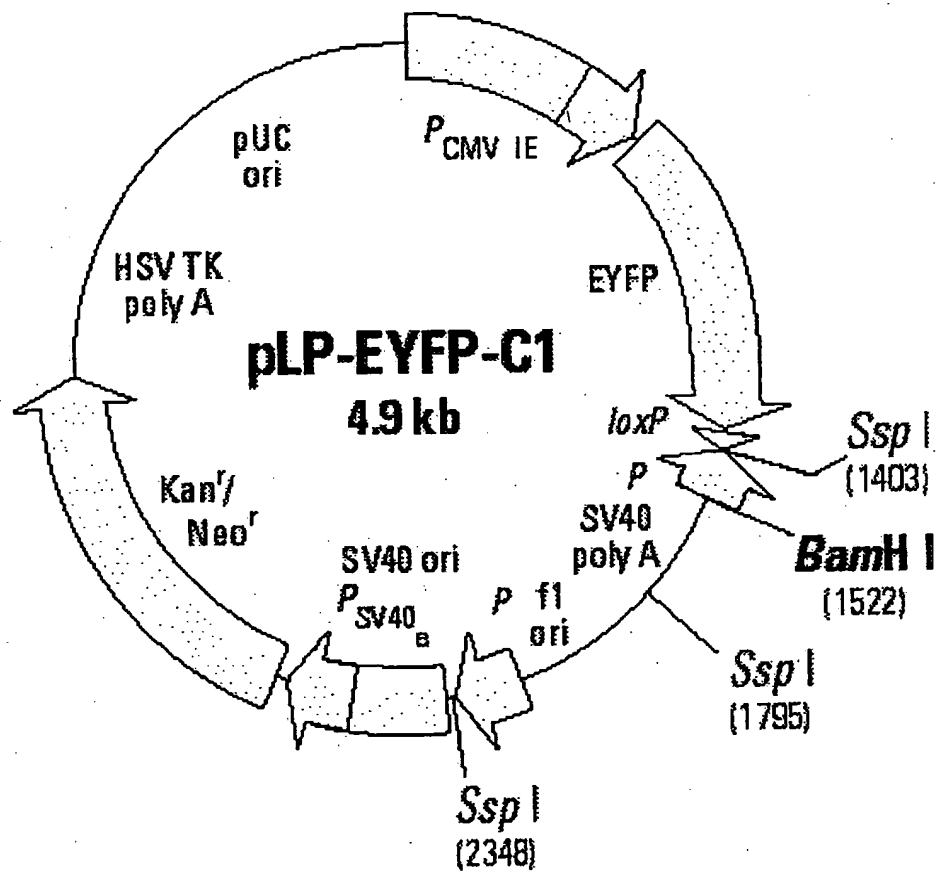 P CMV IE
pUC
ori
EYFP
HSV TK
poly A
pLP-EYFP-C1
4.9 kb
loxP
Ssp I
(1403)
P
Kanʳ/
Neoʳ
SV40
poly A
BamH I
(1522)
SV40 ori
P SV40 e
P f1
ori
Ssp I
(1795)
Ssp I
(2348)